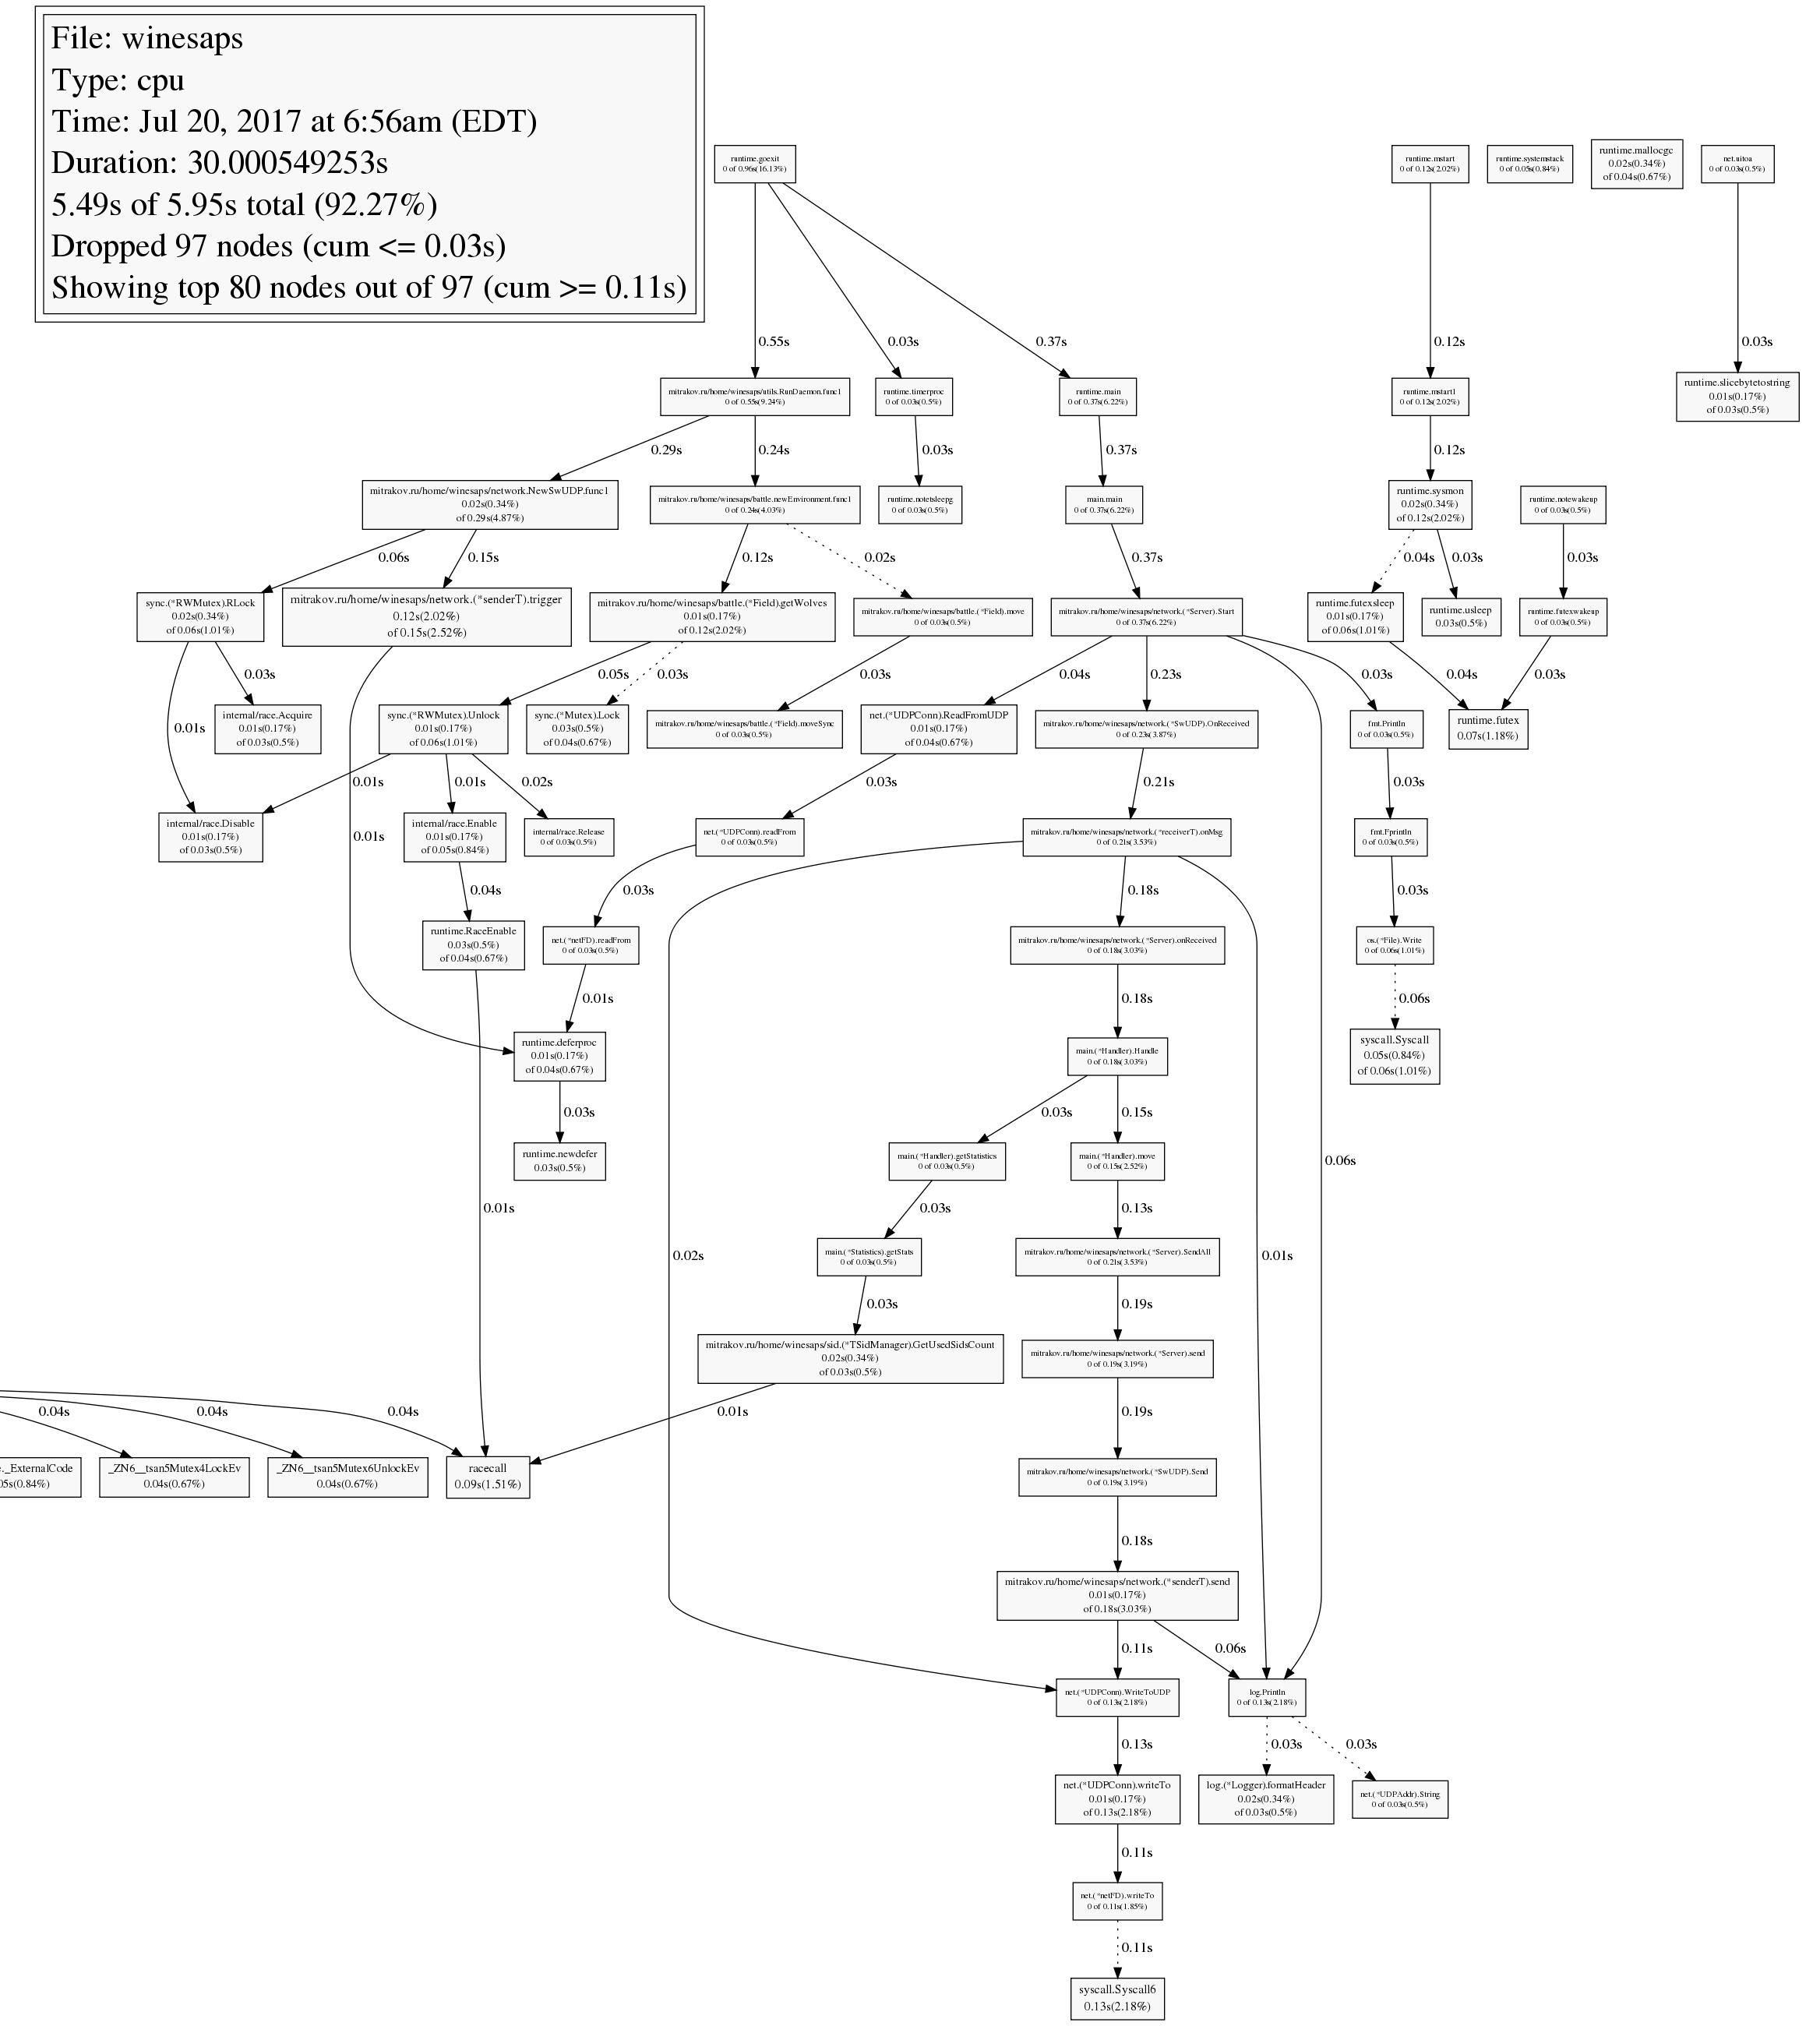 File: winesaps
Type: cpu
Time: Jul 20, 2017 at 6:56am (EDT)
Duration: 30.000549253s
5.49s of 5.95s total (92.27%)
Dropped 97 nodes (cum <= 0.03s)
Showing top 80 nodes out of 97 (cum >= 0.11s)
runtime.goexit
0 of 0.96s(16.13%)
runtime.mstart
0 of 0.12s(2.02%)
runtime.systemstack
0 of 0.05s(0.84%)
runtime.mallocgc
0.02s(0.34%)
of 0.04s(0.67%)
net.uitoa
0 of 0.03s(0.5%)
0.55s
0.03s
0.37s
0.12s
0.03s
mitrakov.ru/home/winesaps/utils.RunDaemon.func1
0 of 0.55s(9.24%)
runtime.timerproc
0 of 0.03s(0.5%)
runtime.main
0 of 0.37s(6.22%)
runtime.mstart1
0 of 0.12s(2.02%)
runtime.slicebytetostring
0.01s(0.17%)
of 0.03s(0.5%)
0.29s
0.24s
0.03s
0.37s
0.12s
mitrakov.ru/home/winesaps/network.NewSwUDP.func1
0.02s(0.34%)
of 0.29s(4.87%)
mitrakov.ru/home/winesaps/battle.newEnvironment.func1
0 of 0.24s(4.03%)
runtime.notetsleepg
0 of 0.03s(0.5%)
main.main
0 of 0.37s(6.22%)
runtime.sysmon
0.02s(0.34%)
of 0.12s(2.02%)
runtime.notewakeup
0 of 0.03s(0.5%)
0.06s
0.15s
0.12s
0.02s
0.37s
0.04s
0.03s
0.03s
sync.(*RWMutex).RLock
0.02s(0.34%)
of 0.06s(1.01%)
mitrakov.ru/home/winesaps/network.(*senderT).trigger
0.12s(2.02%)
of 0.15s(2.52%)
mitrakov.ru/home/winesaps/battle.(*Field).getWolves
0.01s(0.17%)
of 0.12s(2.02%)
mitrakov.ru/home/winesaps/battle.(*Field).move
0 of 0.03s(0.5%)
mitrakov.ru/home/winesaps/network.(*Server).Start
0 of 0.37s(6.22%)
runtime.futexsleep
0.01s(0.17%)
of 0.06s(1.01%)
runtime.usleep
0.03s(0.5%)
runtime.futexwakeup
0 of 0.03s(0.5%)
0.01s
0.03s
0.05s
0.03s
0.03s
0.04s
0.23s
0.03s
0.04s
0.03s
internal/race.Acquire
0.01s(0.17%)
of 0.03s(0.5%)
sync.(*RWMutex).Unlock
0.01s(0.17%)
of 0.06s(1.01%)
sync.(*Mutex).Lock
0.03s(0.5%)
of 0.04s(0.67%)
mitrakov.ru/home/winesaps/battle.(*Field).moveSync
0 of 0.03s(0.5%)
net.(*UDPConn).ReadFromUDP
0.01s(0.17%)
of 0.04s(0.67%)
mitrakov.ru/home/winesaps/network.(*SwUDP).OnReceived
0 of 0.23s(3.87%)
fmt.Println
0 of 0.03s(0.5%)
runtime.futex
0.07s(1.18%)
0.01s
0.01s
0.02s
0.03s
0.21s
0.03s
internal/race.Disable
0.01s(0.17%)
of 0.03s(0.5%)
0.01s
internal/race.Enable
0.01s(0.17%)
of 0.05s(0.84%)
internal/race.Release
0 of 0.03s(0.5%)
net.(*UDPConn).readFrom
0 of 0.03s(0.5%)
mitrakov.ru/home/winesaps/network.(*receiverT).onMsg
0 of 0.21s(3.53%)
fmt.Fprintln
0 of 0.03s(0.5%)
0.04s
0.03s
0.18s
0.03s
runtime.RaceEnable
0.03s(0.5%)
of 0.04s(0.67%)
net.(*netFD).readFrom
0 of 0.03s(0.5%)
mitrakov.ru/home/winesaps/network.(*Server).onReceived
0 of 0.18s(3.03%)
os.(*File).Write
0 of 0.06s(1.01%)
0.01s
0.18s
0.06s
runtime.deferproc
0.01s(0.17%)
of 0.04s(0.67%)
main.(*Handler).Handle
0 of 0.18s(3.03%)
syscall.Syscall
0.05s(0.84%)
of 0.06s(1.01%)
0.03s
0.03s
0.15s
runtime.newdefer
0.03s(0.5%)
main.(*Handler).getStatistics
0 of 0.03s(0.5%)
main.(*Handler).move
0 of 0.15s(2.52%)
0.06s
0.01s
0.03s
0.13s
0.02s
main.(*Statistics).getStats
0 of 0.03s(0.5%)
mitrakov.ru/home/winesaps/network.(*Server).SendAll
0 of 0.21s(3.53%)
0.01s
0.03s
0.19s
mitrakov.ru/home/winesaps/sid.(*TSidManager).GetUsedSidsCount
0.02s(0.34%)
of 0.03s(0.5%)
mitrakov.ru/home/winesaps/network.(*Server).send
0 of 0.19s(3.19%)
0.04s
0.04s
0.04s
0.01s
0.19s
._ExternalCode
05s(0.84%)
_ZN6__tsan5Mutex4LockEv
0.04s(0.67%)
_ZN6__tsan5Mutex6UnlockEv
0.04s(0.67%)
racecall
0.09s(1.51%)
mitrakov.ru/home/winesaps/network.(*SwUDP).Send
0 of 0.19s(3.19%)
0.18s
mitrakov.ru/home/winesaps/network.(*senderT).send
0.01s(0.17%)
of 0.18s(3.03%)
0.11s
0.06s
net.(*UDPConn).WriteToUDP
0 of 0.13s(2.18%)
log.Println
0 of 0.13s(2.18%)
0.13s
0.03s
0.03s
net.(*UDPConn).writeTo
0.01s(0.17%)
of 0.13s(2.18%)
log.(*Logger).formatHeader
0.02s(0.34%)
of 0.03s(0.5%)
net.(*UDPAddr).String
0 of 0.03s(0.5%)
0.11s
net.(*netFD).writeTo
0 of 0.11s(1.85%)
0.11s
syscall.Syscall6
0.13s(2.18%)